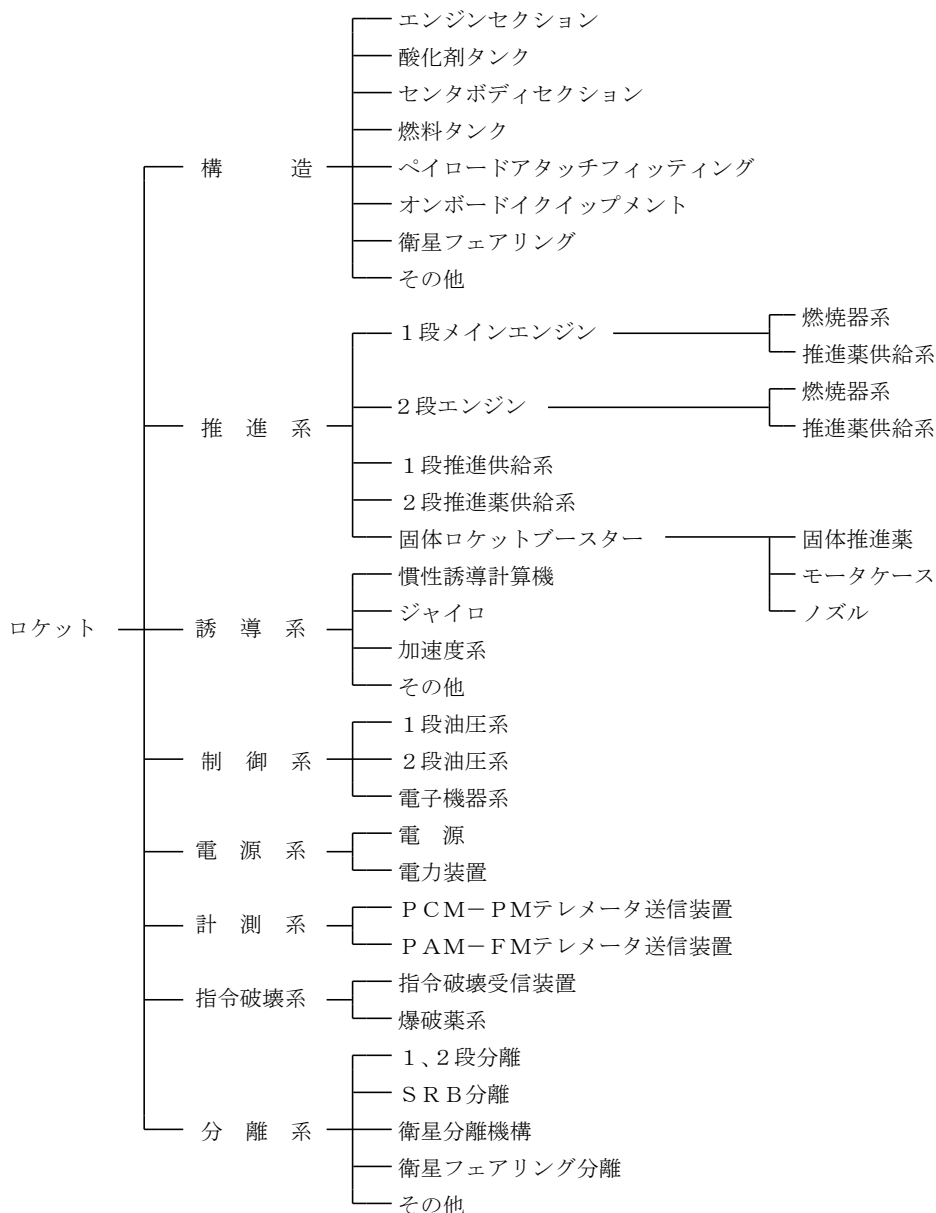 エンジンセクション
酸化剤タンク
センタボディセクション
燃料タンク
構　　造
ペイロードアタッチフィッティング
オンボードイクイップメント
衛星フェアリング
その他
１段メインエンジン
燃焼器系
推進薬供給系
２段エンジン
燃焼器系
推進薬供給系
推　進　系
１段推進供給系
２段推進薬供給系
固体ロケットブースター
固体推進薬
モータケース
ノズル
ロケット
誘　導　系
慣性誘導計算機
ジャイロ
加速度系
その他
制　御　系
１段油圧系
２段油圧系
電子機器系
電　源　系
電　源
電力装置
計　測　系
ＰＣＭ－ＰＭテレメータ送信装置
ＰＡＭ－ＦＭテレメータ送信装置
指令破壊系
指令破壊受信装置
爆破薬系
分　離　系
１、２段分離
ＳＲＢ分離
衛星分離機構
衛星フェアリング分離
その他